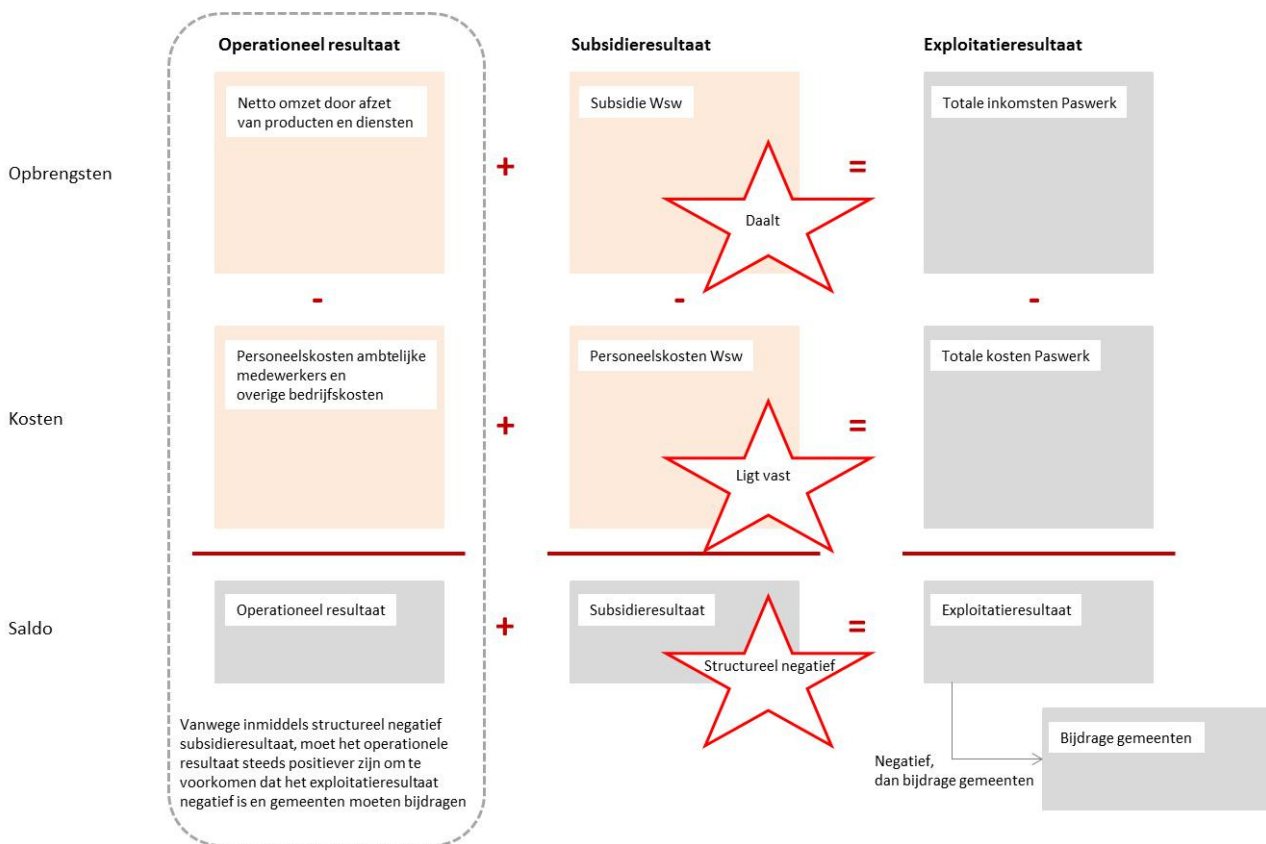 Operationeel resultaat
Subsidieresultaat
Exploitatieresultaat
Opbrengsten
Netto omzet door afzet
van producten en diensten
+
Subsidie Wsw
Daalt
=
Totale inkomsten Paswerk
-
-
-
Kosten
Personeelskosten ambtelijke
medewerkers en
overige bedrijfskosten
+
Personeelskosten Wsw
Ligt vast
=
Totale kosten Paswerk
Saldo
Operationeel resultaat
+
Subsidieresultaat
Structureel negatief
=
Exploitatieresultaat
Vanwege inmiddels structureel negatief
subsidieresultaat, moet het operationele
resultaat steeds positiever zijn om te
voorkomen dat het exploitatieresultaat
negatief is en gemeenten moeten bijdragen
Negatief,
dan bijdrage gemeenten
Bijdrage gemeenten